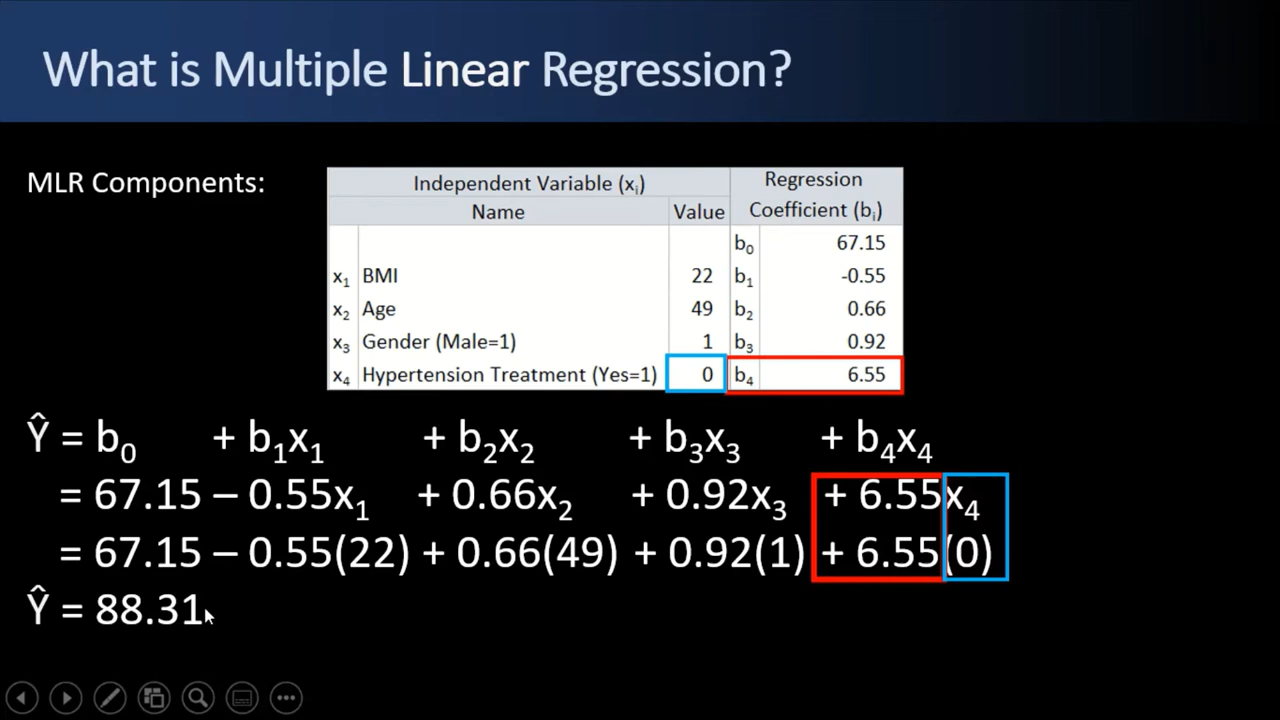 What is Multiple Linear Regression?
MLR Components:
Independent Variable (xᵢ) Regression Coefficient (bᵢ)
Name Value
b₀ 67.15
x₁ BMI 22 b₁ -0.55
x₂ Age 49 b₂ 0.66
x₃ Gender (Male=1) 1 b₃ 0.92
x₄ Hypertension Treatment (Yes=1) 0 b₄ 6.55
Ŷ = b₀ + b₁x₁ + b₂x₂ + b₃x₃ + b₄x₄
= 67.15 – 0.55x₁ + 0.66x₂ + 0.92x₃ + 6.55x₄
= 67.15 – 0.55(22) + 0.66(49) + 0.92(1) + 6.55(0)
Ŷ = 88.31